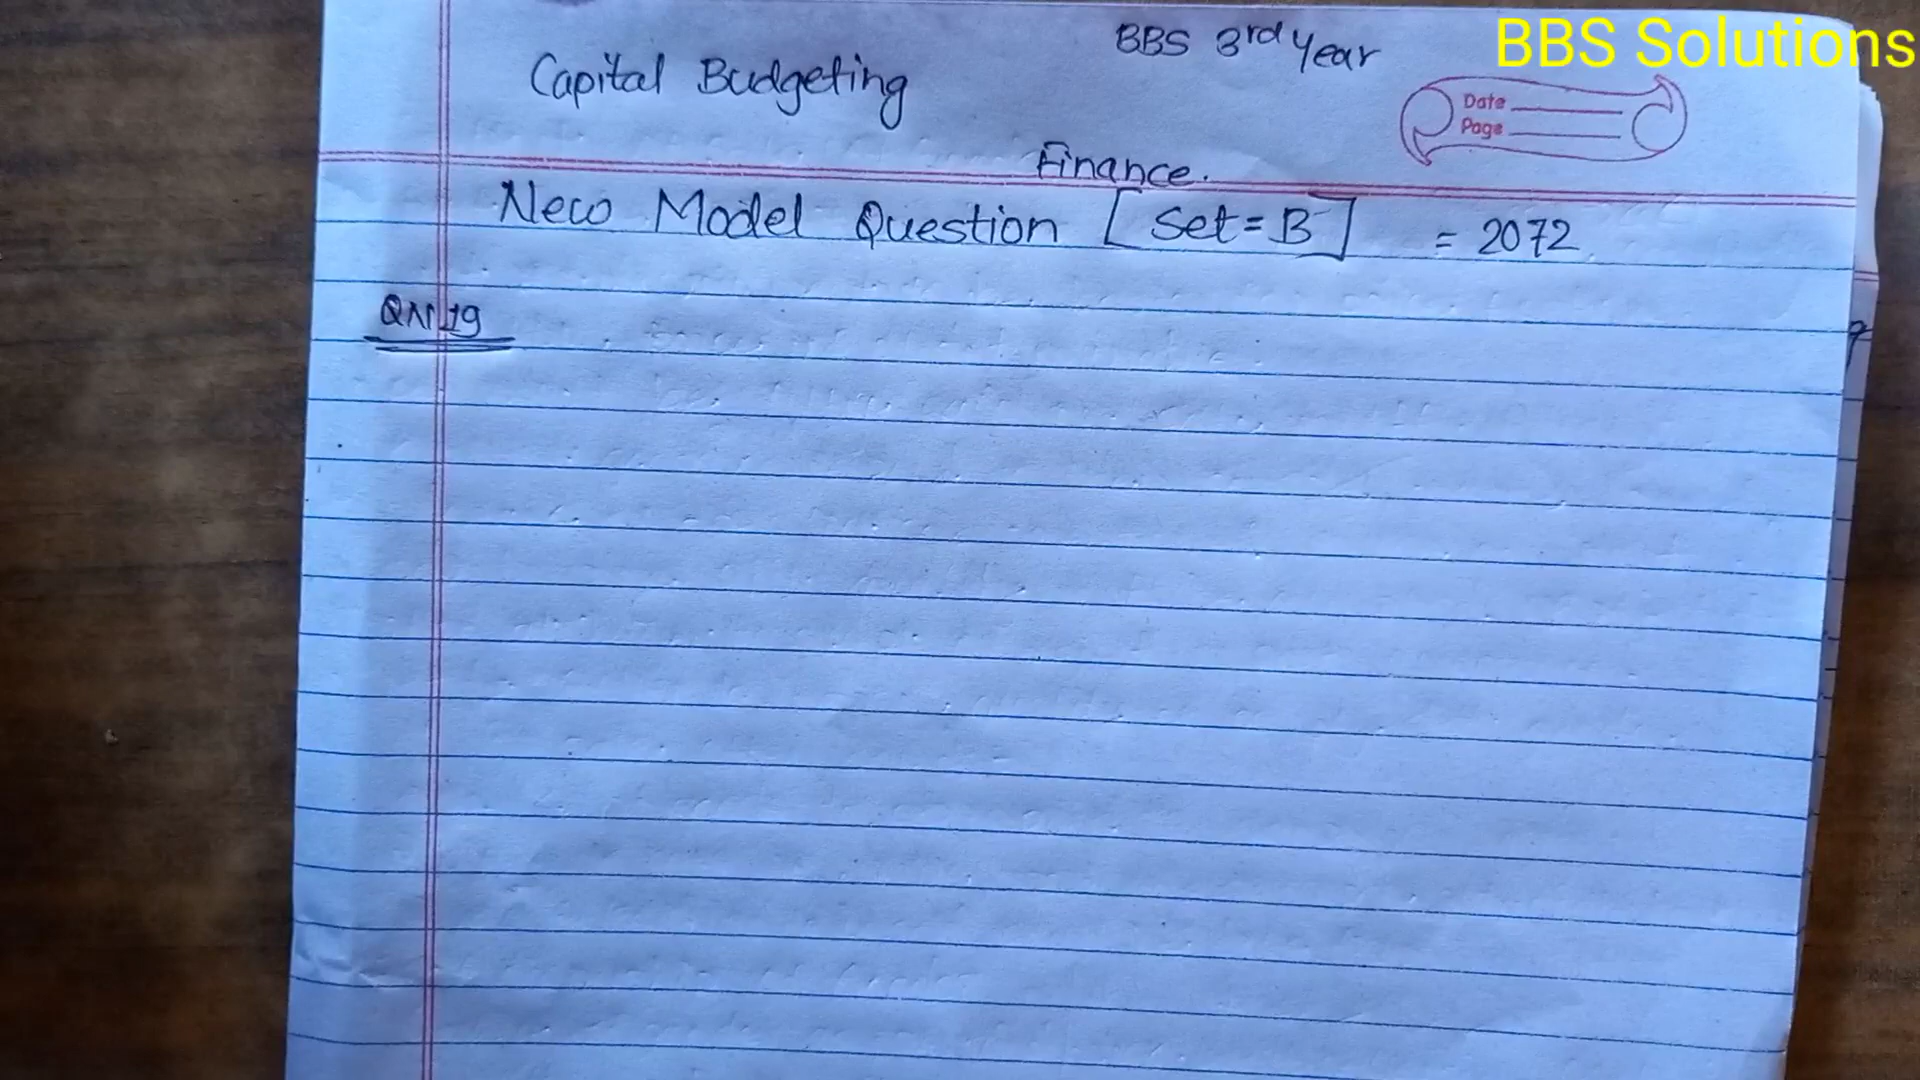 BBS Solutions
BBS 3rd Year
Capital Budgeting
Date
Page
Finance.
New Model Question [Set=B] = 2072
QN 19